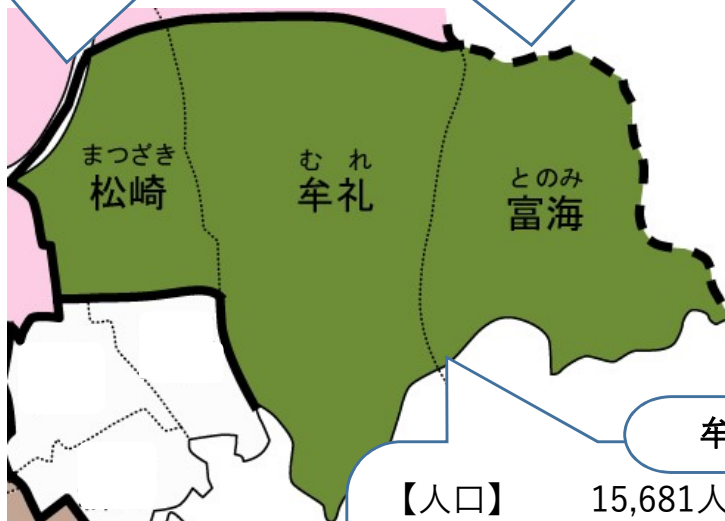 まつざき
松崎
むれ
牟礼
とのみ
富海
牟
【人口】 15,681人